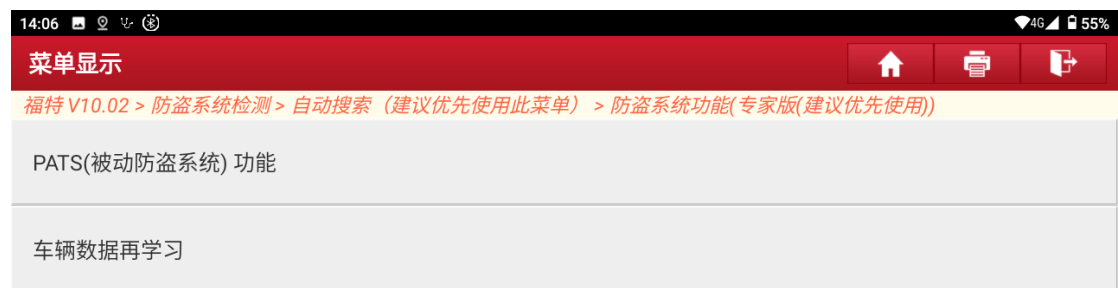 14:06 4G 55%
菜单显示
福特 V10.02 > 防盗系统检测 > 自动搜索（建议优先使用此菜单） > 防盗系统功能(专家版(建议优先使用))
PATS(被动防盗系统) 功能
车辆数据再学习